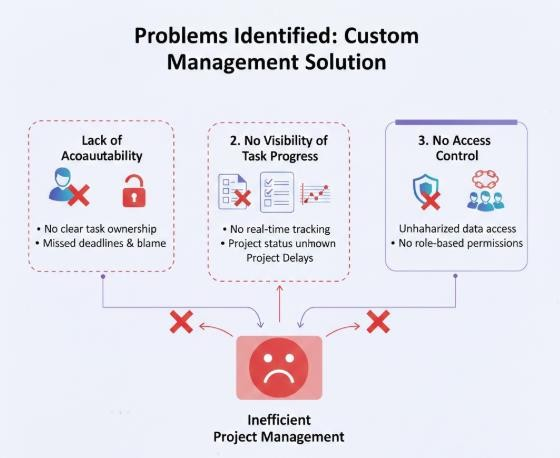 Problems Identified: Custom
Management Solution
Lack of
Acoauutability
• No clear task ownership
• Missed deadlines & blame
2. No Visibility of
Task Progress
• No real-time tracking
• Project status unmown
Project Delays
3. No Access
Control
Unhaharized data access
• No role-based permissions
Inefficient
Project Management